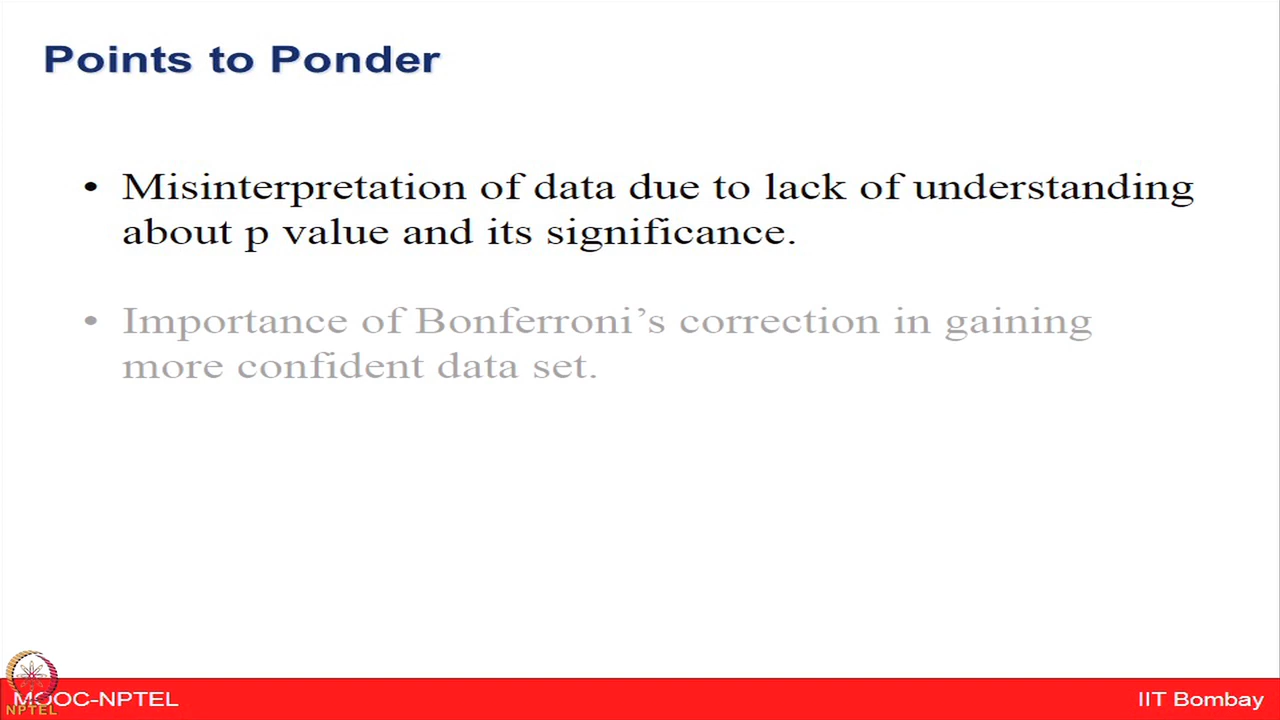 Points to Ponder
• Misinterpretation of data due to lack of understanding
about p value and its significance.
• Importance of Bonferroni’s correction in gaining
more confident data set.
MOOC-NPTEL
NPTEL
IIT Bombay